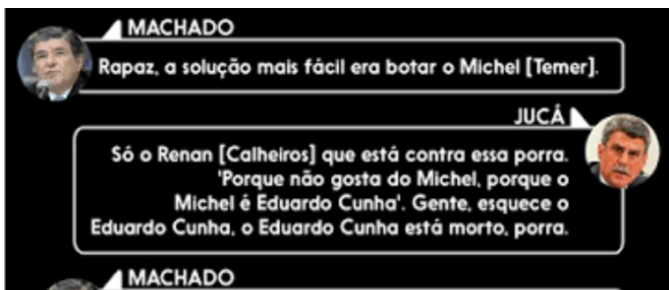 MACHADO
Rapaz, a solução mais fácil era botar o Michel [Temer].
JUCÁ
Só o Renan [Calheiros] que está contra essa porra.
'Porque não gosta do Michel, porque o
Michel é Eduardo Cunha'. Gente, esquece o
Eduardo Cunha, o Eduardo Cunha está morto, porra.
MACHADO